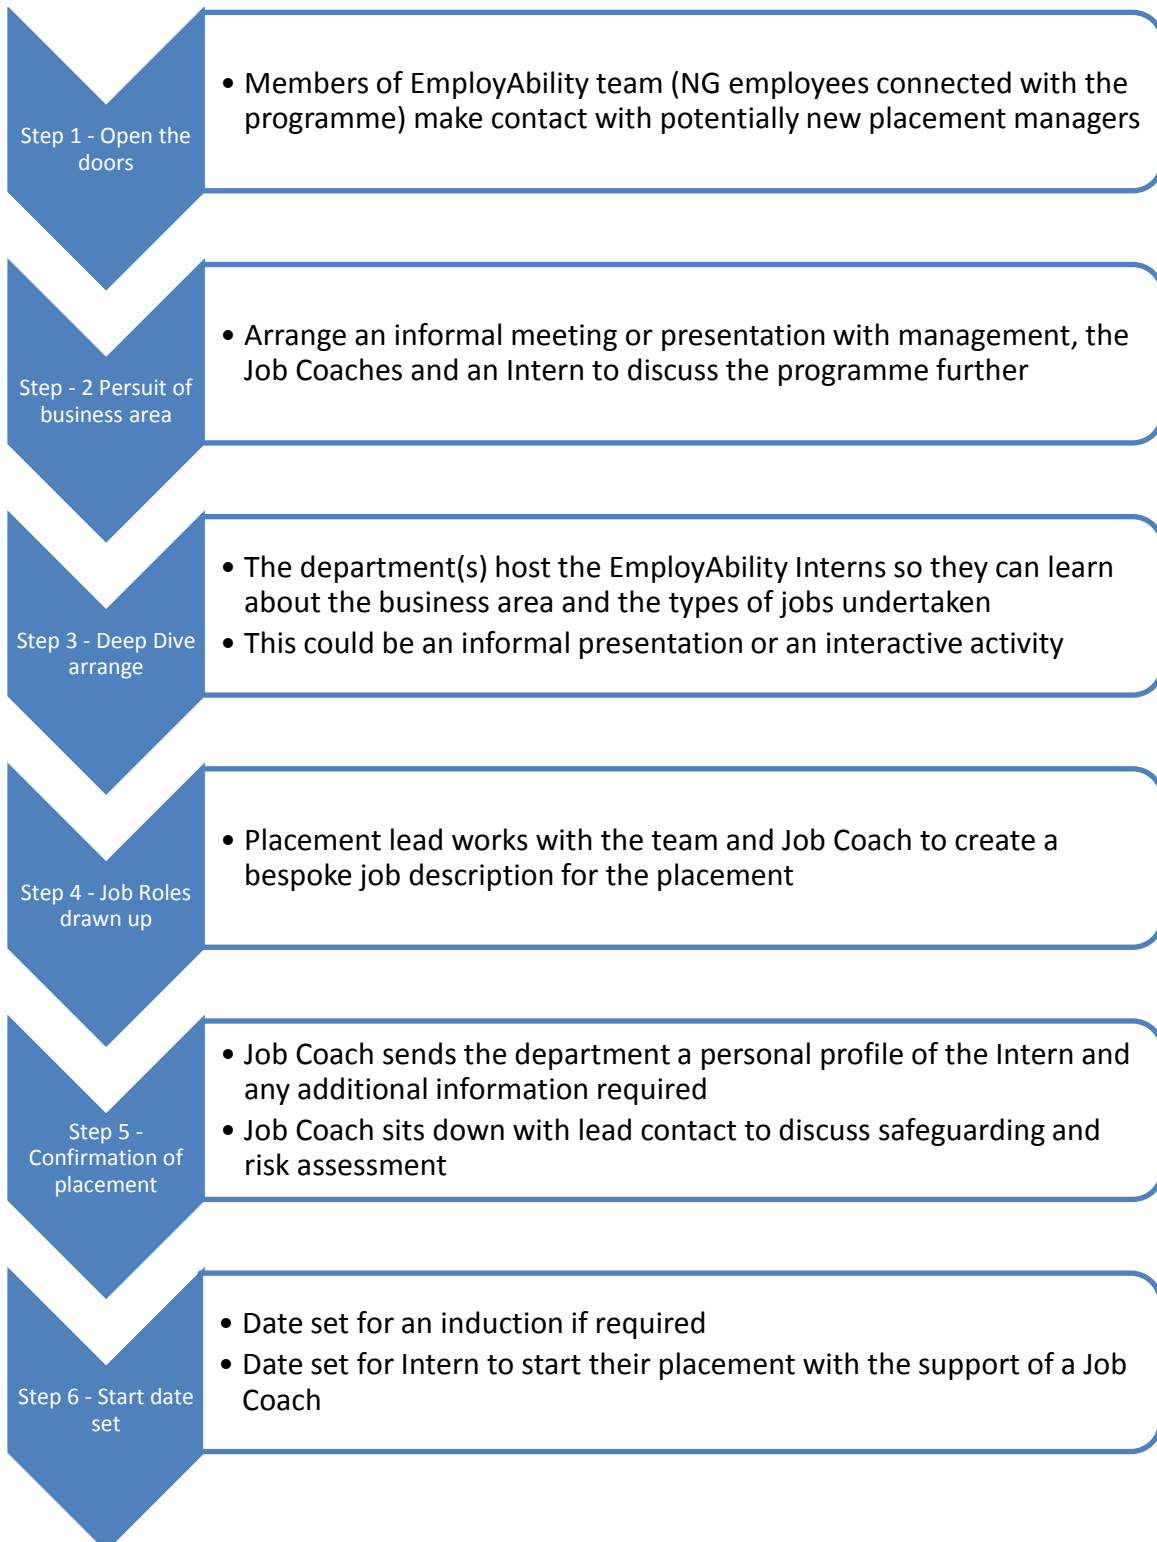 Step 1 - Open the
doors
• Members of EmployAbility team (NG employees connected with the
programme) make contact with potentially new placement managers
Step - 2 Persuit of
business area
• Arrange an informal meeting or presentation with management, the
Job Coaches and an Intern to discuss the programme further
Step 3 - Deep Dive
arrange
• The department(s) host the EmployAbility Interns so they can learn
about the business area and the types of jobs undertaken
• This could be an informal presentation or an interactive activity
Step 4 - Job Roles
drawn up
• Placement lead works with the team and Job Coach to create a
bespoke job description for the placement
Step 5 -
Confirmation of
placement
• Job Coach sends the department a personal profile of the Intern and
any additional information required
• Job Coach sits down with lead contact to discuss safeguarding and
risk assessment
Step 6 - Start date
set
• Date set for an induction if required
• Date set for Intern to start their placement with the support of a Job
Coach